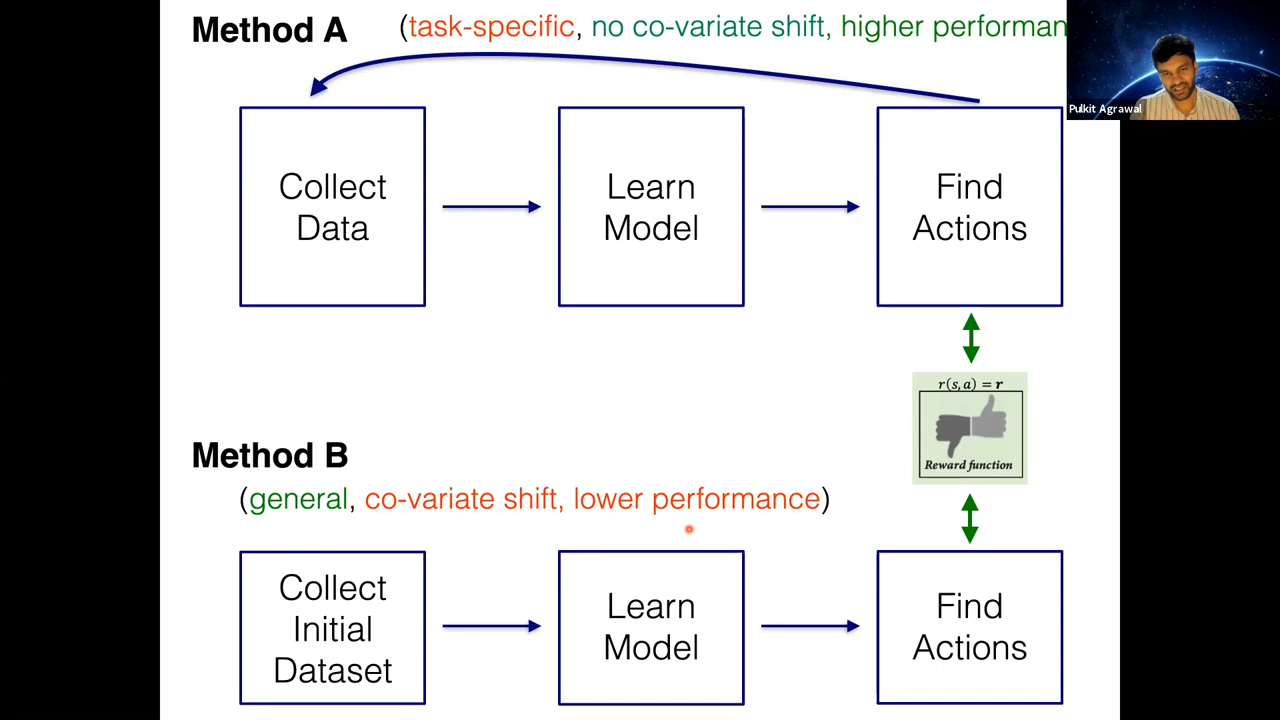 Method A
(task-specific, no co-variate shift, higher performan
Pulkit Agrawal
Collect
Data
Learn
Model
Find
Actions
r(s,a) = r
Reward function
Method B
(general, co-variate shift, lower performance)
Collect
Initial
Dataset
Learn
Model
Find
Actions